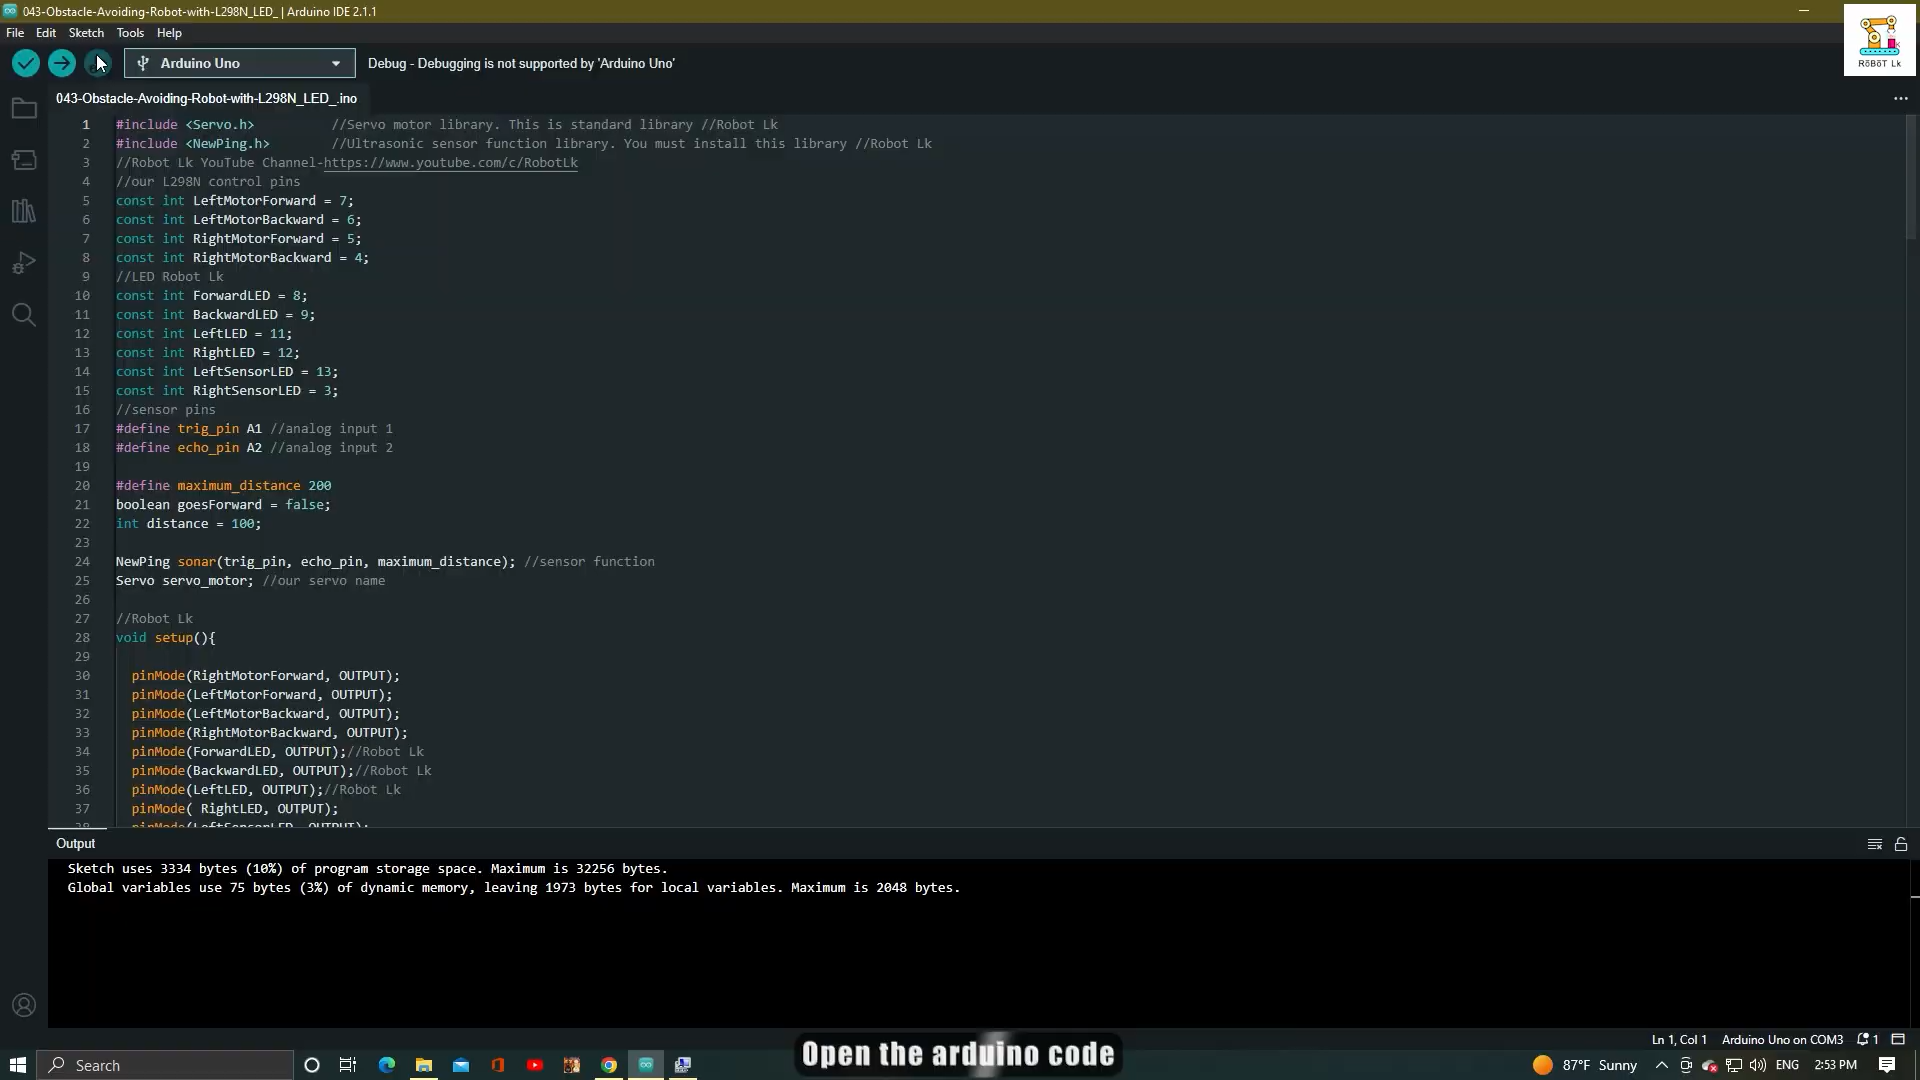 043-Obstacle-Avoiding-Robot-with-L298N_LED_ | Arduino IDE 2.1.1
File Edit Sketch Tools Help
Arduino Uno
Debug - Debugging is not supported by 'Arduino Uno'
RöBöT Lk
043-Obstacle-Avoiding-Robot-with-L298N_LED_.ino
1 #include <Servo.h> //Servo motor library. This is standard library //Robot Lk
2 #include <NewPing.h> //Ultrasonic sensor function library. You must install this library //Robot Lk
3 //Robot Lk YouTube Channel-https://www.youtube.com/c/RobotLk
4 //our L298N control pins
5 const int LeftMotorForward = 7;
6 const int LeftMotorBackward = 6;
7 const int RightMotorForward = 5;
8 const int RightMotorBackward = 4;
9 //LED Robot Lk
10 const int ForwardLED = 8;
11 const int BackwardLED = 9;
12 const int LeftLED = 11;
13 const int RightLED = 12;
14 const int LeftSensorLED = 13;
15 const int RightSensorLED = 3;
16 //sensor pins
17 #define trig_pin A1 //analog input 1
18 #define echo_pin A2 //analog input 2
19
20 #define maximum_distance 200
21 boolean goesForward = false;
22 int distance = 100;
23
24 NewPing sonar(trig_pin, echo_pin, maximum_distance); //sensor function
25 Servo servo_motor; //our servo name
26
27 //Robot Lk
28 void setup(){
29
30 pinMode(RightMotorForward, OUTPUT);
31 pinMode(LeftMotorForward, OUTPUT);
32 pinMode(LeftMotorBackward, OUTPUT);
33 pinMode(RightMotorBackward, OUTPUT);
34 pinMode(ForwardLED, OUTPUT);//Robot Lk
35 pinMode(BackwardLED, OUTPUT);//Robot Lk
36 pinMode(LeftLED, OUTPUT);//Robot Lk
37 pinMode( RightLED, OUTPUT);
38 pinMode(LeftSensorLED, OUTPUT);
Output
Sketch uses 3334 bytes (10%) of program storage space. Maximum is 32256 bytes.
Global variables use 75 bytes (3%) of dynamic memory, leaving 1973 bytes for local variables. Maximum is 2048 bytes.
Ln 1, Col 1 Arduino Uno on COM3 1
Open the arduino code
Search
87°F Sunny
ENG
2:53 PM